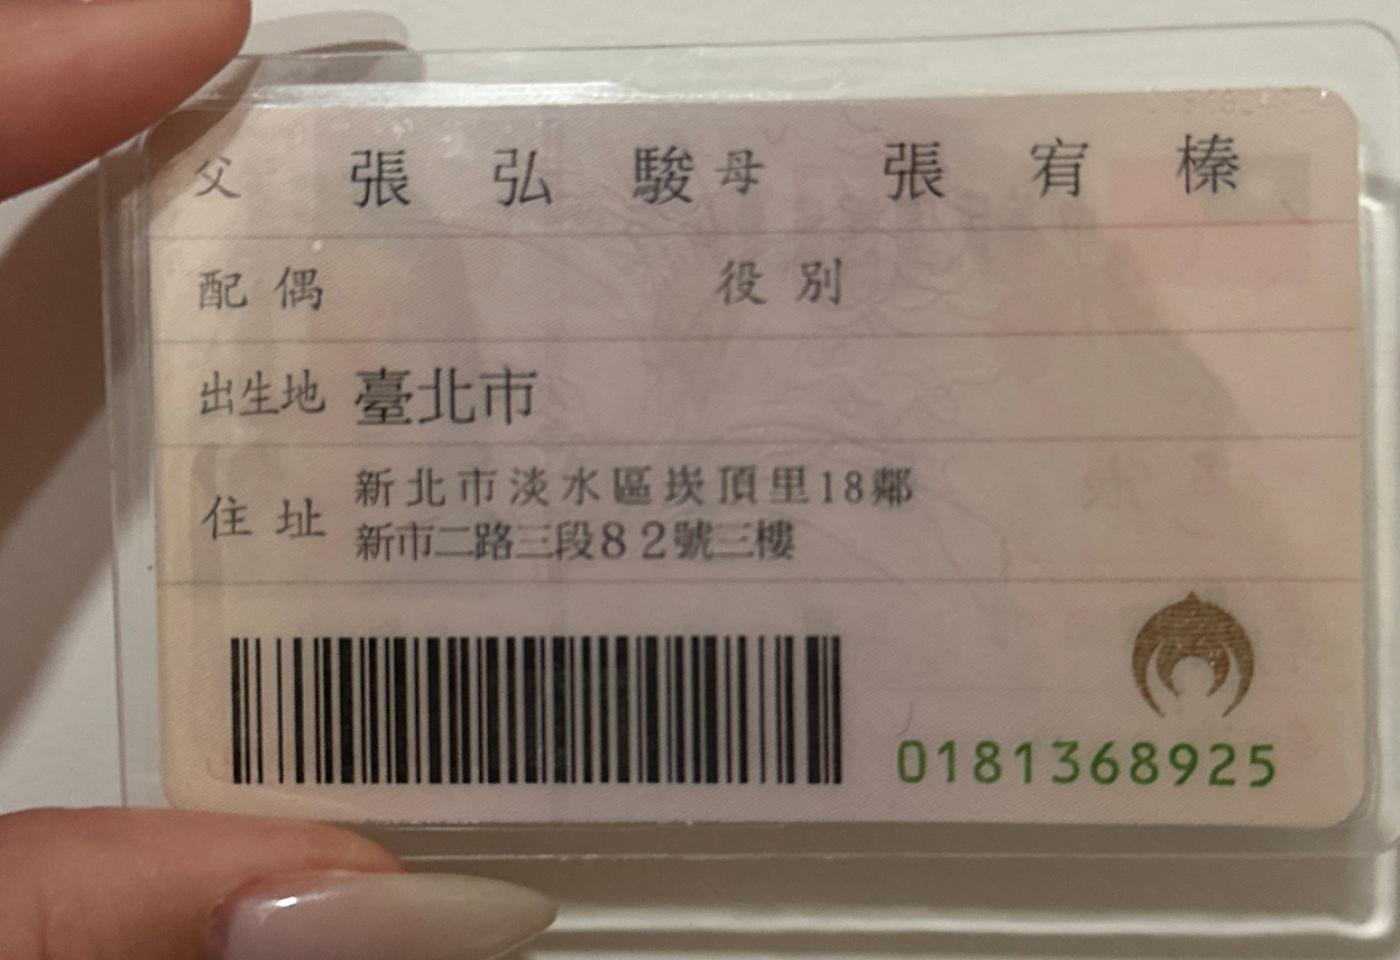 父 張弘駿 母 張宥榛
配偶 役別
出生地 臺北市
住址 新北市淡水區崁頂里18鄰
新市二路三段82號三樓
0181368925